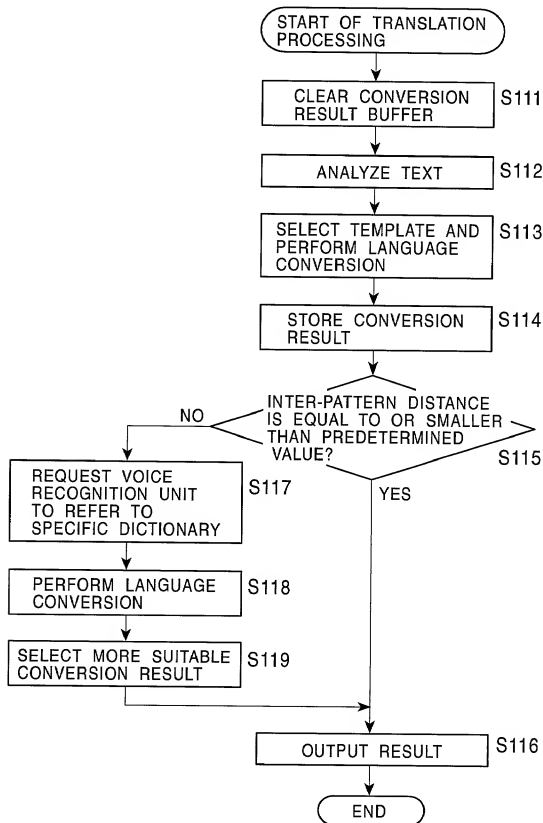 START OF TRANSLATION
PROCESSING
CLEAR CONVERSION
RESULT BUFFER
S111
ANALYZE TEXT
S112
SELECT TEMPLATE AND
PERFORM LANGUAGE
CONVERSION
S113
STORE CONVERSION
RESULT
S114
INTER-PATTERN DISTANCE
IS EQUAL TO OR SMALLER
THAN PREDETERMINED
VALUE?
S115
NO
YES
REQUEST VOICE
RECOGNITION UNIT
TO REFER TO
SPECIFIC DICTIONARY
S117
PERFORM LANGUAGE
CONVERSION
S118
SELECT MORE SUITABLE
CONVERSION RESULT
S119
OUTPUT RESULT
S116
END